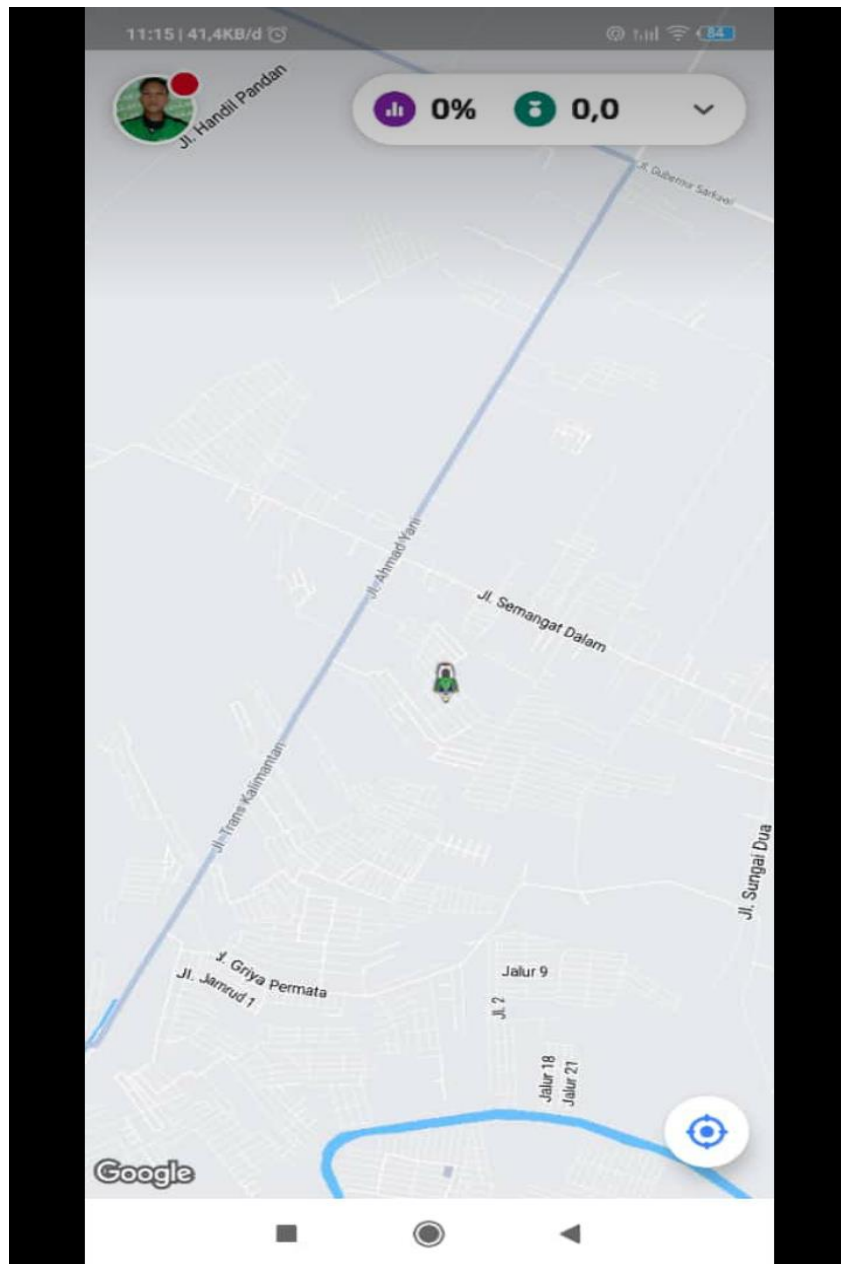 11:15 | 41,4KB/d
84
Jl. Handil Pandan
0%
0,0
Jl. Gubernur Sarkawi
Jl. Ahmad Yani
Jl. Semangat Dalam
Jl. Trans Kalimantan
Jl. Sungai Dua
Jl. Griya Permata
Jl. Jamrud 1
Jalur 9
Jl. 2
Jalur 18
Jalur 21
Google